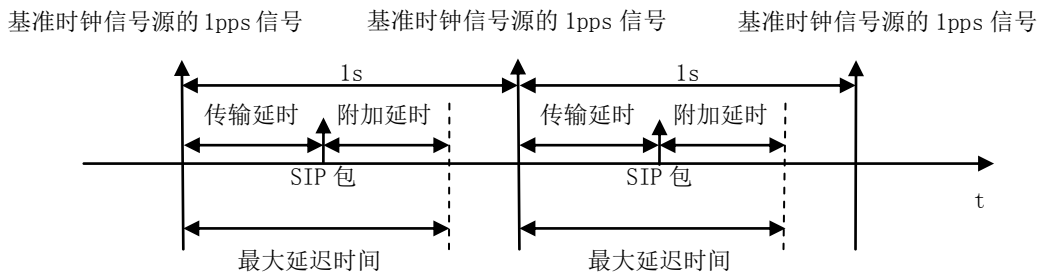 基准时钟信号源的 1pps 信号 基准时钟信号源的 1pps 信号 基准时钟信号源的 1pps 信号
1s 1s
传输延时 附加延时 传输延时 附加延时
SIP 包 SIP 包
t
最大延迟时间 最大延迟时间